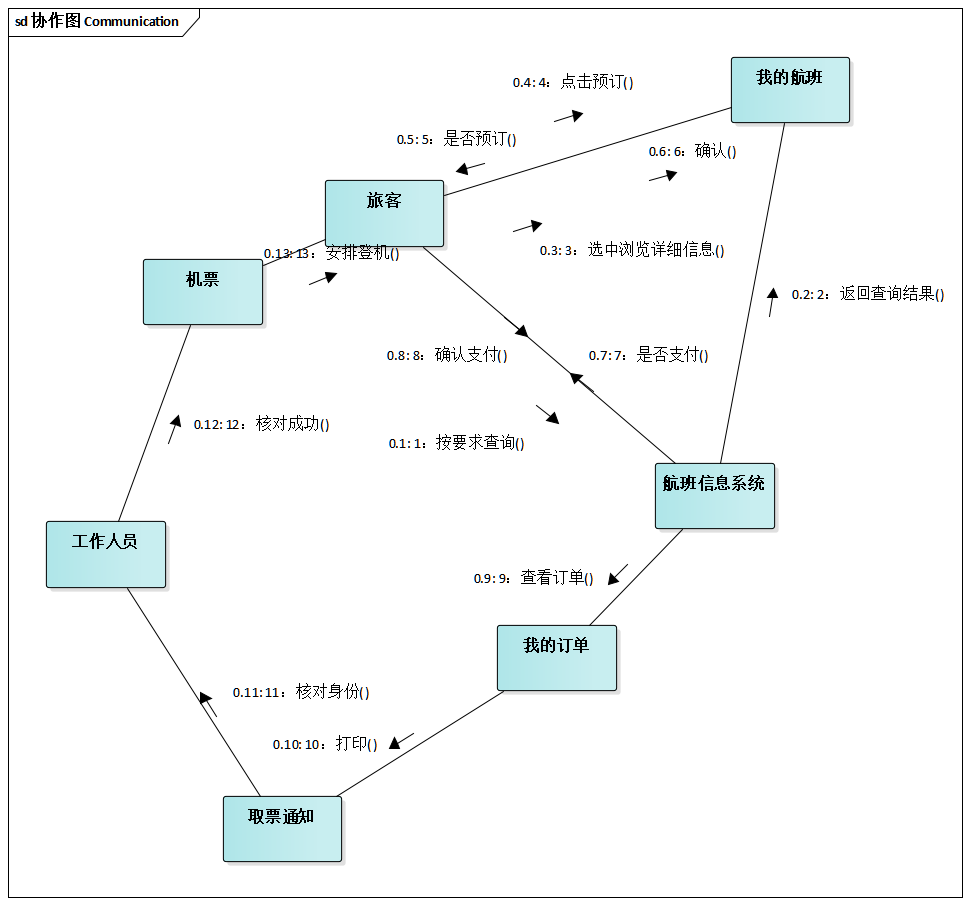 sd 协作图 Communication
我的航班
0.4: 4：点击预订()
0.5: 5：是否预订()
0.6: 6：确认()
旅客
0.13: 13：安排登机()
0.3: 3：选中浏览详细信息()
机票
0.2: 2：返回查询结果()
0.8: 8：确认支付()
0.7: 7：是否支付()
0.12: 12：核对成功()
0.1: 1：按要求查询()
航班信息系统
工作人员
0.9: 9：查看订单()
我的订单
0.11: 11：核对身份()
0.10: 10：打印()
取票通知